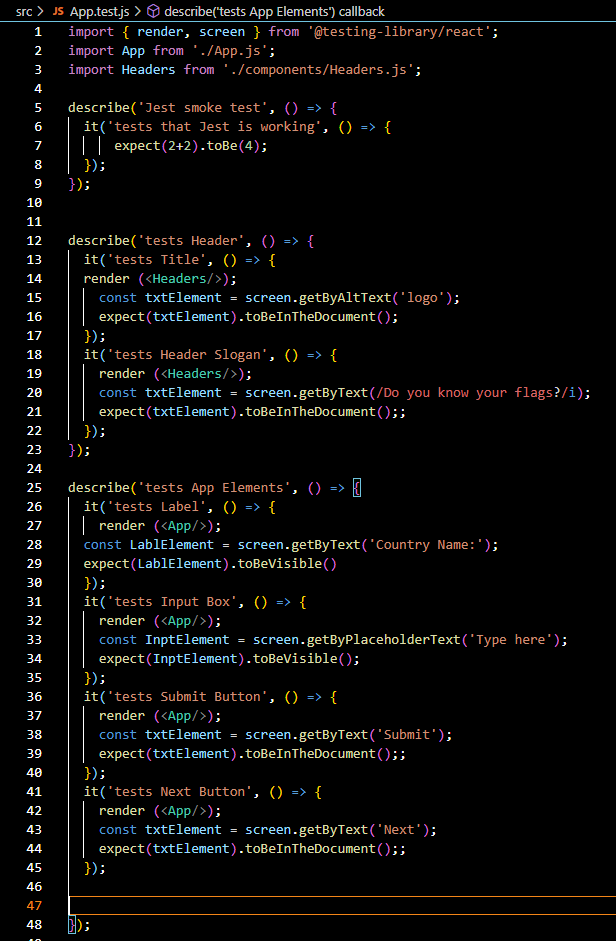 src > JS App.test.js > describe('tests App Elements') callback
1 import { render, screen } from '@testing-library/react';
2 import App from './App.js';
3 import Headers from './components/Headers.js';
4
5 describe('Jest smoke test', () => {
6 it('tests that Jest is working', () => {
7 expect(2+2).toBe(4);
8 });
9 });
10
11
12 describe('tests Header', () => {
13 it('tests Title', () => {
14 render (<Headers/>);
15 const txtElement = screen.getByAltText('logo');
16 expect(txtElement).toBeInTheDocument();
17 });
18 it('tests Header Slogan', () => {
19 render (<Headers/>);
20 const txtElement = screen.getByText(/Do you know your flags?/i);
21 expect(txtElement).toBeInTheDocument();;
22 });
23 });
24
25 describe('tests App Elements', () => {
26 it('tests Label', () => {
27 render (<App/>);
28 const LablElement = screen.getByText('Country Name:');
29 expect(LablElement).toBeVisible()
30 });
31 it('tests Input Box', () => {
32 render (<App/>);
33 const InptElement = screen.getByPlaceholderText('Type here');
34 expect(InptElement).toBeVisible();
35 });
36 it('tests Submit Button', () => {
37 render (<App/>);
38 const txtElement = screen.getByText('Submit');
39 expect(txtElement).toBeInTheDocument();;
40 });
41 it('tests Next Button', () => {
42 render (<App/>);
43 const txtElement = screen.getByText('Next');
44 expect(txtElement).toBeInTheDocument();;
45 });
46
47
48 });